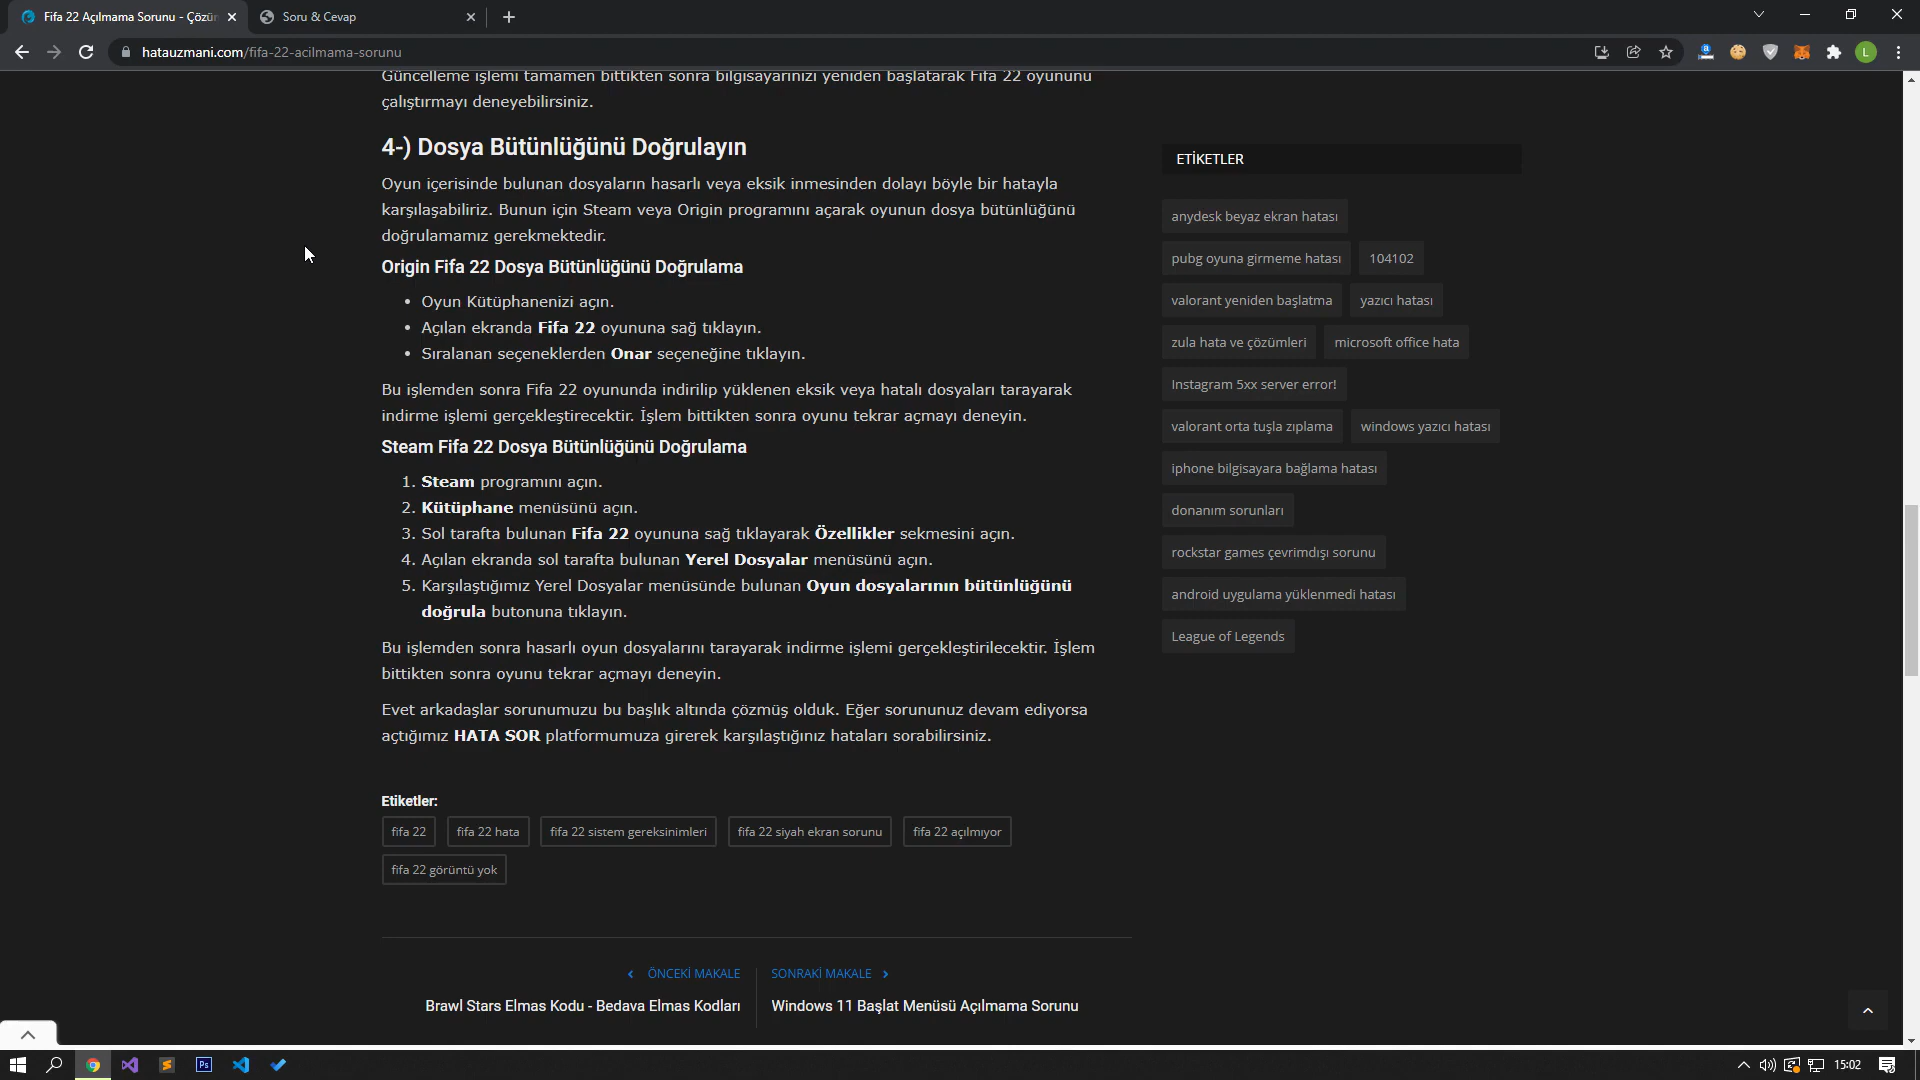 Fifa 22 Açılmama Sorunu - Çözün
Soru & Cevap
hatauzmani.com/fifa-22-acilmama-sorunu
L
Güncelleme işlemi tamamen bittikten sonra bilgisayarınızı yeniden başlatarak Fifa 22 oyununu
çalıştırmayı deneyebilirsiniz.
4-) Dosya Bütünlüğünü Doğrulayın
Oyun içerisinde bulunan dosyaların hasarlı veya eksik inmesinden dolayı böyle bir hatayla
karşılaşabiliriz. Bunun için Steam veya Origin programını açarak oyunun dosya bütünlüğünü
doğrulamamız gerekmektedir.
Origin Fifa 22 Dosya Bütünlüğünü Doğrulama
• Oyun Kütüphanenizi açın.
• Açılan ekranda Fifa 22 oyununa sağ tıklayın.
• Sıralanan seçeneklerden Onar seçeneğine tıklayın.
Bu işlemden sonra Fifa 22 oyununda indirilip yüklenen eksik veya hatalı dosyaları tarayarak
indirme işlemi gerçekleştirecektir. İşlem bittikten sonra oyunu tekrar açmayı deneyin.
Steam Fifa 22 Dosya Bütünlüğünü Doğrulama
1. Steam programını açın.
2. Kütüphane menüsünü açın.
3. Sol tarafta bulunan Fifa 22 oyununa sağ tıklayarak Özellikler sekmesini açın.
4. Açılan ekranda sol tarafta bulunan Yerel Dosyalar menüsünü açın.
5. Karşılaştığımız Yerel Dosyalar menüsünde bulunan Oyun dosyalarının bütünlüğünü
doğrula butonuna tıklayın.
Bu işlemden sonra hasarlı oyun dosyalarını tarayarak indirme işlemi gerçekleştirilecektir. İşlem
bittikten sonra oyunu tekrar açmayı deneyin.
Evet arkadaşlar sorunumuzu bu başlık altında çözmüş olduk. Eğer sorununuz devam ediyorsa
açtığımız HATA SOR platformumuza girerek karşılaştığınız hataları sorabilirsiniz.
Etiketler:
fifa 22
fifa 22 hata
fifa 22 sistem gereksinimleri
fifa 22 siyah ekran sorunu
fifa 22 açılmıyor
fifa 22 görüntü yok
ÖNCEKİ MAKALE
Brawl Stars Elmas Kodu - Bedava Elmas Kodları
SONRAKİ MAKALE
Windows 11 Başlat Menüsü Açılmama Sorunu
ETİKETLER
anydesk beyaz ekran hatası
pubg oyuna girmeme hatası
104102
valorant yeniden başlatma
yazıcı hatası
zula hata ve çözümleri
microsoft office hata
Instagram 5xx server error!
valorant orta tuşla zıplama
windows yazıcı hatası
iphone bilgisayara bağlama hatası
donanım sorunları
rockstar games çevrimdışı sorunu
android uygulama yüklenmedi hatası
League of Legends
Ps
15:02